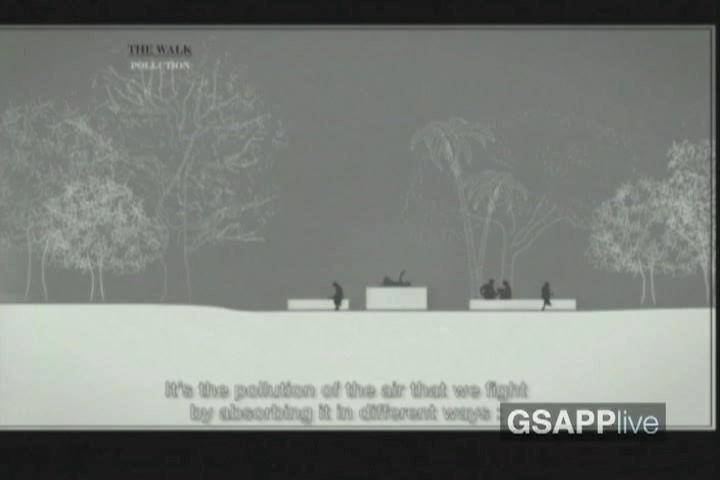 THE WALK
POLLUTION
It's the pollution of the air that we fight
by absorbing it in different ways :
GSAPPlive